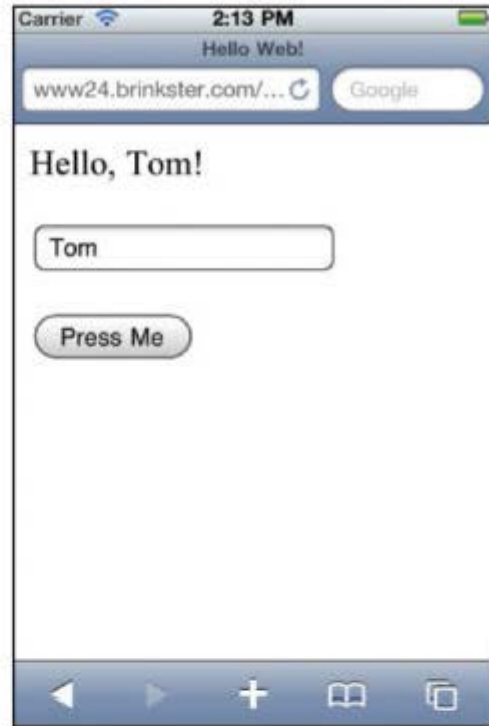 Carrier 2:13 PM
Hello Web!
www24.brinkster.com/... Google
Hello, Tom!
Tom
Press Me